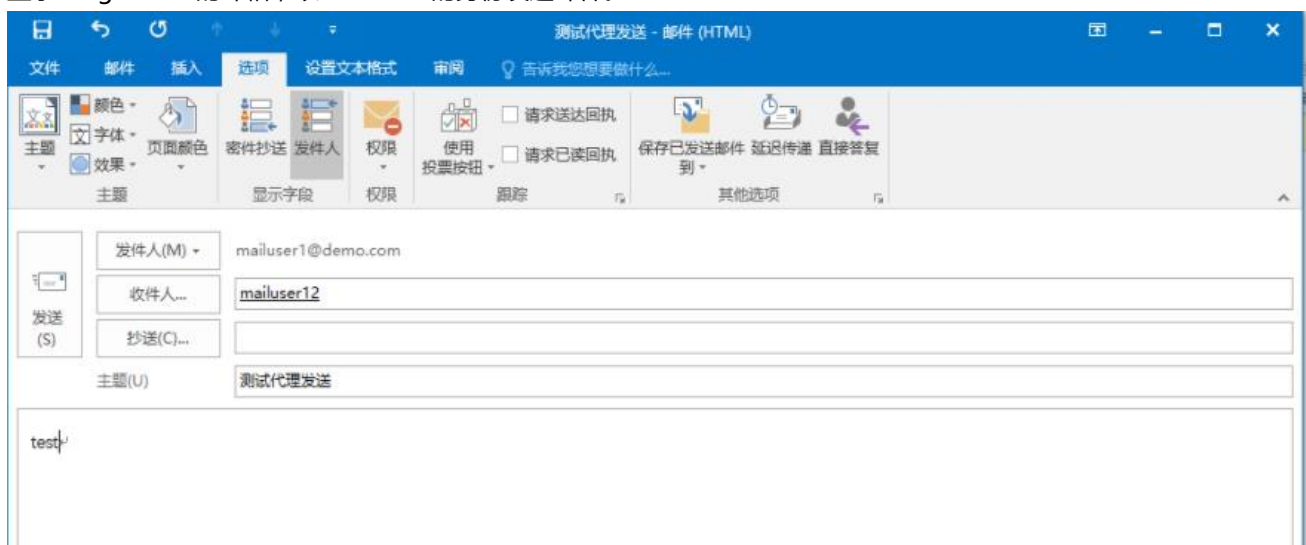 测试代理发送 - 邮件 (HTML)
文件 邮件 插入 选项 设置文本格式 审阅 告诉我您想要做什么...
主题 颜色 字体 效果 页面颜色 密件抄送 发件人 权限 使用投票按钮 请求送达回执 请求已读回执 保存已发送邮件到 延迟传递 直接答复
主题 显示字段 权限 跟踪 其他选项
发件人(M) mailuser1@demo.com
收件人... mailuser12
发送
(S)
抄送(C)...
主题(U) 测试代理发送
test